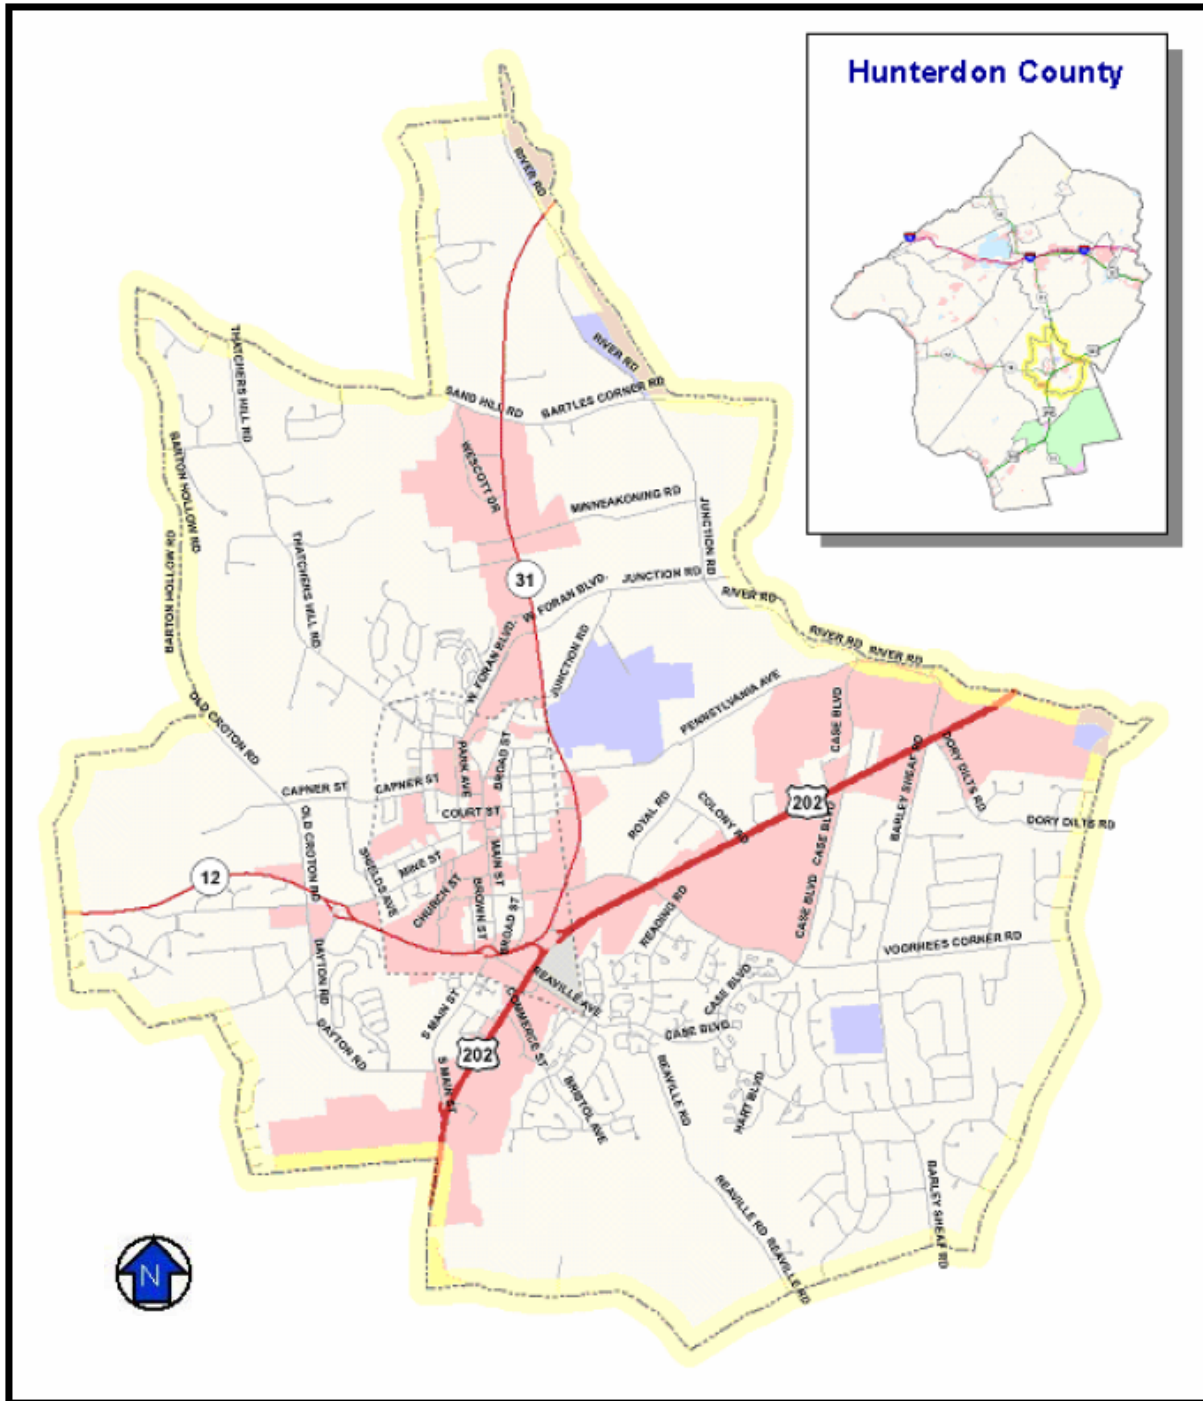 Hunterdon County
RIVER RD
RIVER RD
THATCHERS HILL RD
SAND HILL RD
BARTLES CORNER RD
BARTON HOLLOW RD
WESCOTT DR
MINNEAKONING RD
JUNCTION RD
BARTON HOLLOW RD
THATCHERS HILL RD
31
W FORAN BLVD.
JUNCTION RD
RIVER RD
W FORAN BLVD.
JUNCTION RD
RIVER RD
RIVER RD
OLD CROTON RD
PENNSYLVANIA AVE
CASE BLVD
PARK AVE
BROAD ST
BARLEY SHEAF RD
DORY DILTS RD
CAPNER ST
CAPNER ST
COURT ST
202
OLD CROTON RD
ROYAL RD
COLONY RD
CASE BLVD
DORY DILTS RD
SHIELDS AVE
MINE ST
MAIN ST
12
CHURCH ST
BROWN ST
BROAD ST
READING RD
CASE BLVD
DAYTON RD
VOORHEES CORNER RD
REAVILLE AVE
CASE BLVD
S MAIN ST
COMMERCE ST
CASE BLVD
DAYTON RD
202
S MAIN ST
BRISTOL AVE
REAVILLE RD
HART BLVD
BARLEY SHEAF RD
REAVILLE RD
REAVILLE RD
N